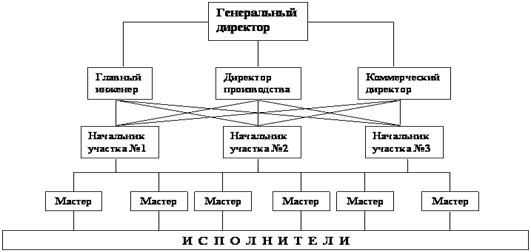 Генеральный
директор
Главный
инженер
Директор
производства
Коммерческий
директор
Начальник
участка №1
Начальник
участка №2
Начальник
участка №3
Мастер
Мастер
Мастер
Мастер
Мастер
Мастер
И С П О Л Н И Т Е Л И